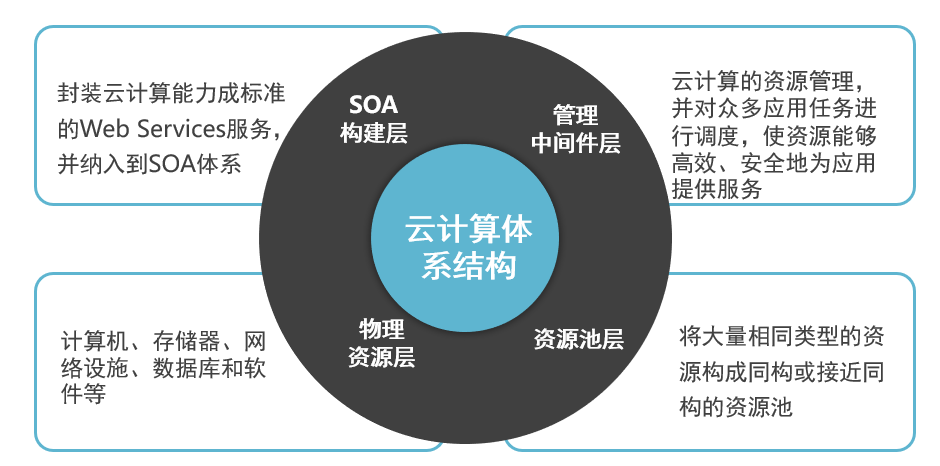 封装云计算能力成标准
的Web Services服务，
并纳入到SOA体系
SOA
构建层
管理
中间件层
云计算的资源管理，
并对众多应用任务进
行调度，使资源能够
高效、安全地为应用
提供服务
云计算体
系结构
计算机、存储器、网
络设施、数据库和软
件等
物理
资源层
资源池层
将大量相同类型的资
源构成同构或接近同
构的资源池